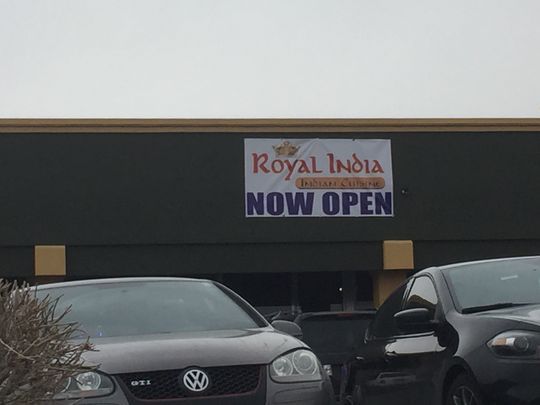 Royal India
Indian Cuisine
NOW OPEN
GTI